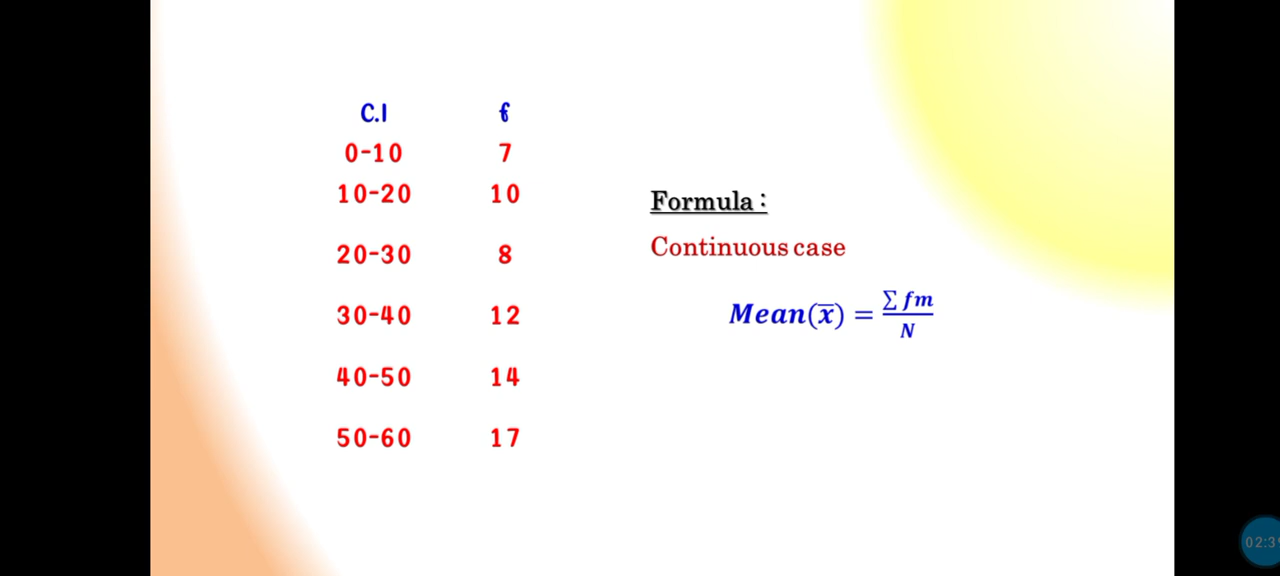 C.I f
0-10 7
10-20 10
20-30 8
30-40 12
40-50 14
50-60 17
Formula :
Continuous case
Mean(x̅) = ∑ fm / N